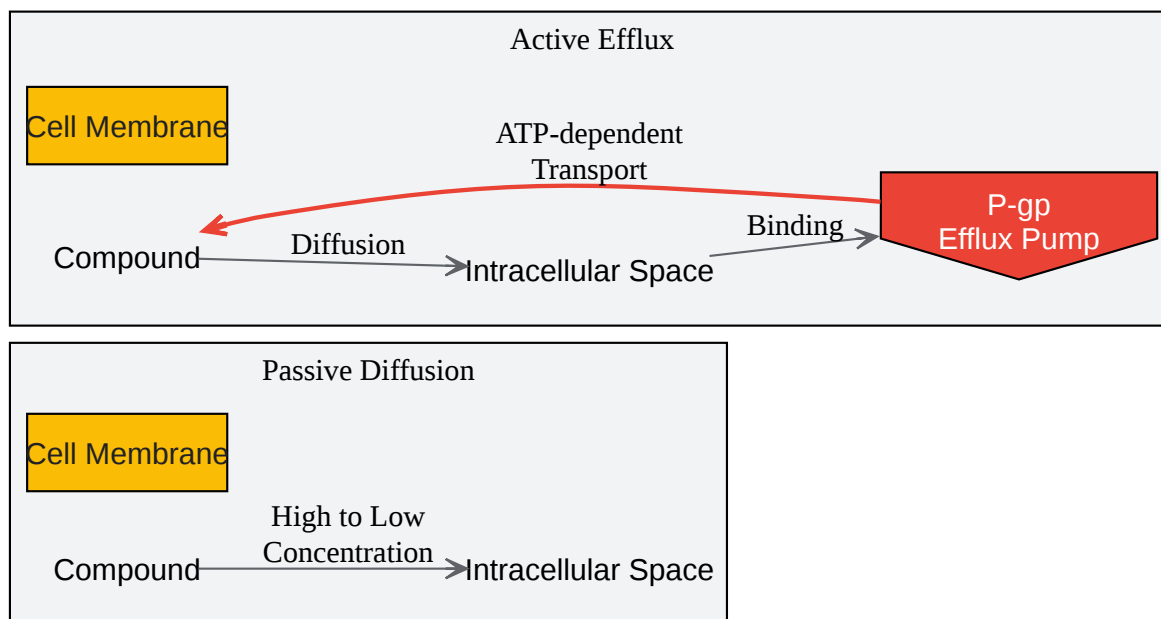 Active Efflux
Cell Membrane
ATP-dependent
Transport
P-gp
Efflux Pump
Binding
Diffusion
Compound
Intracellular Space
Passive Diffusion
Cell Membrane
High to Low
Concentration
Compound
Intracellular Space